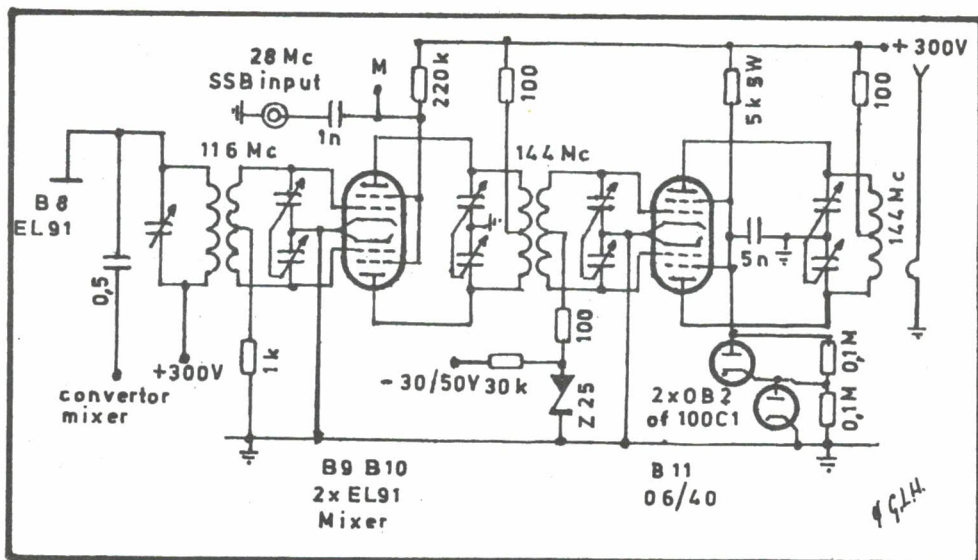 28 Mc
SSB input
M
1n
220k
100
5k 8W
100
+ 300V
116 Mc
144 Mc
144 Mc
B8
EL91
0,5
5n
1k
100
+300V
- 30/50V
30k
Z 25
0,1M
0,1M
convertor
mixer
2x OB2
of 100C1
B9 B10
2x EL91
Mixer
B 11
06/40
G.L.H.